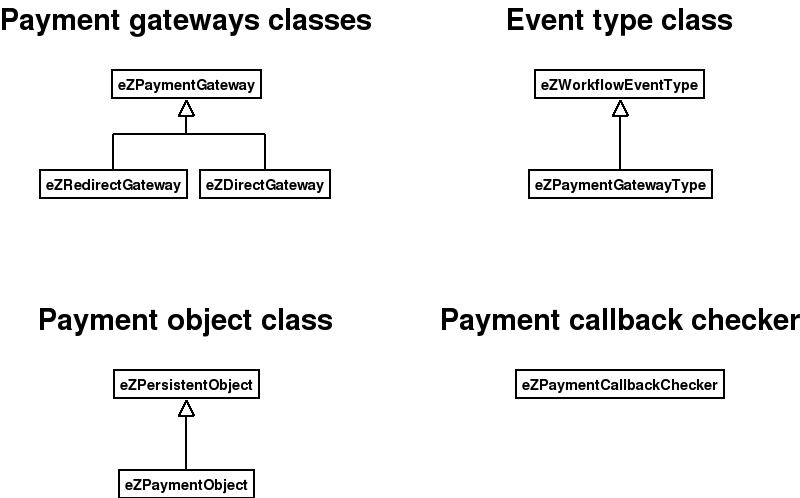 Payment gateways classes
Event type class
eZPaymentGateway
eZWorkflowEventType
eZRedirectGateway
eZDirectGateway
eZPaymentGatewayType
Payment object class
Payment callback checker
eZPersistentObject
eZPaymentCallbackChecker
eZPaymentObject